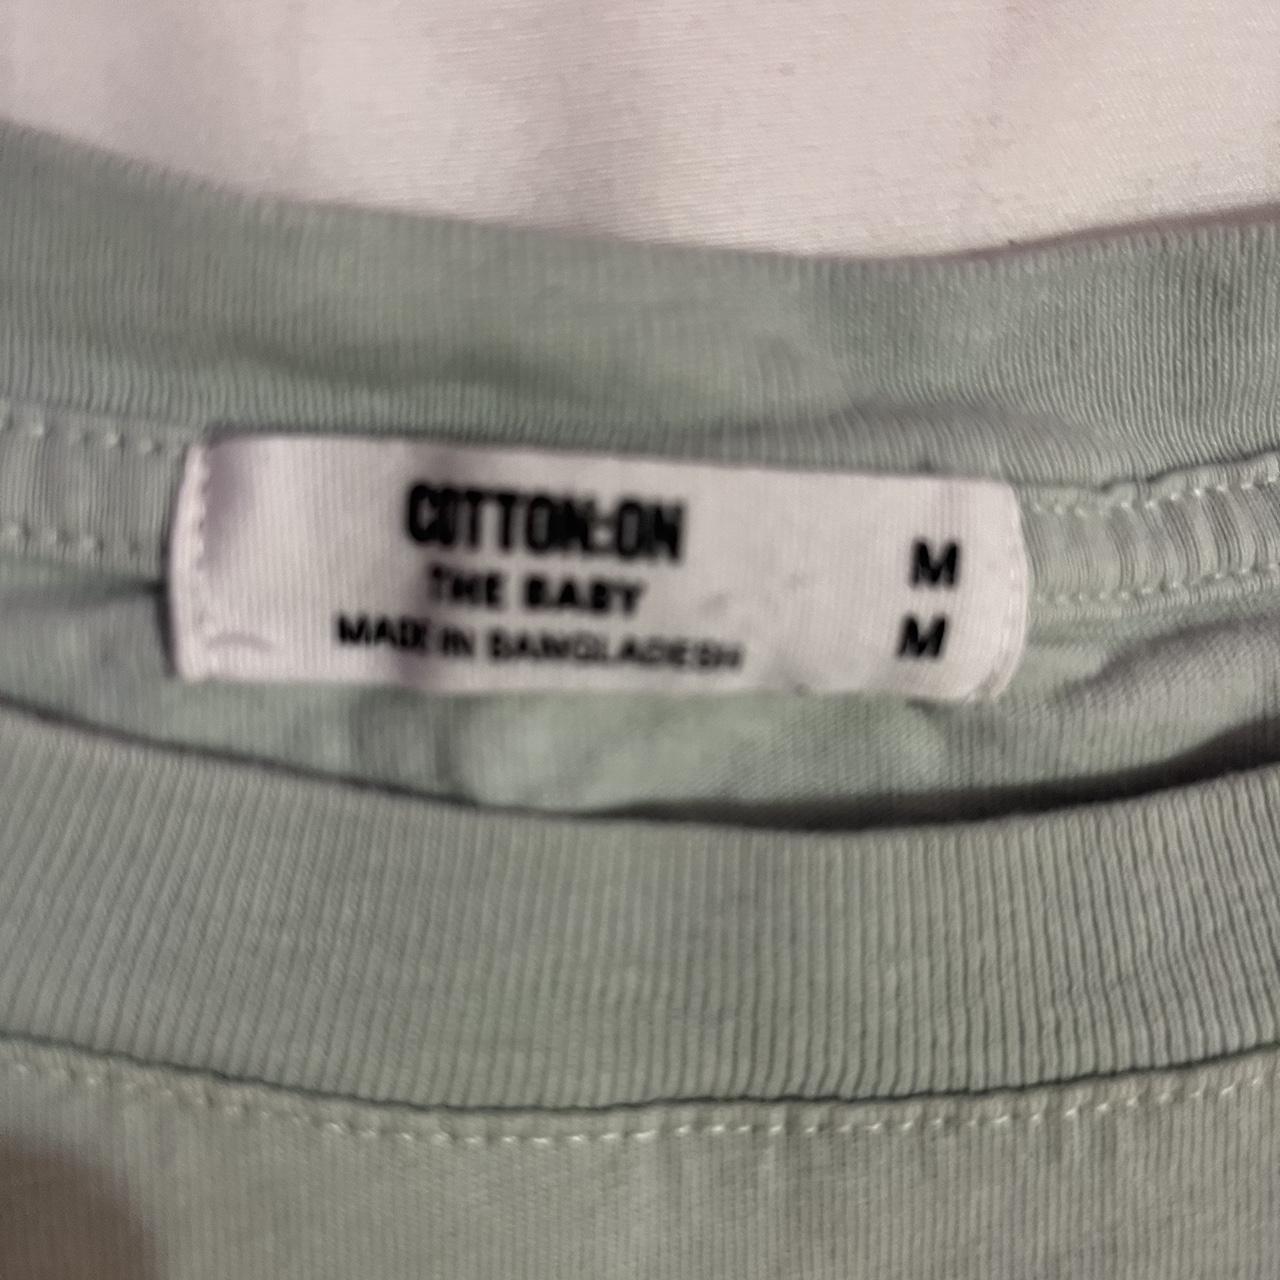 COTTON:ON
THE BABY
MADE IN BANGLADESH
M
M